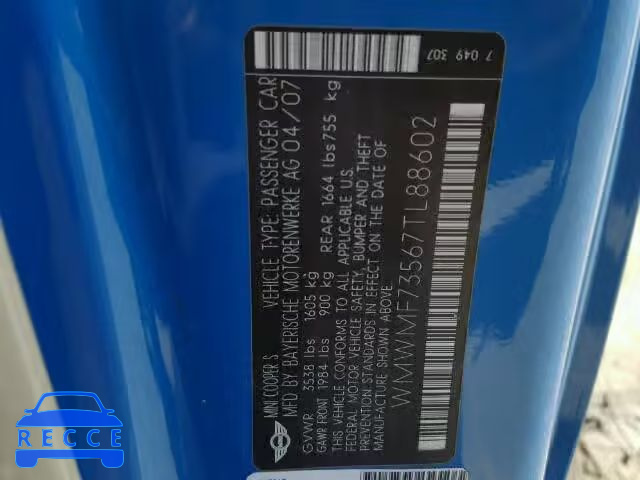 MINI COOPER S VEHICLE TYPE: PASSENGER CAR
MFD BY BAYERISCHE MOTORENWERKE AG 04/07
GVWR 3538 lbs 1605 kg
GAWR FRONT 1984 lbs 900 kg REAR 1664 lbs 755 kg
THIS VEHICLE CONFORMS TO ALL APPLICABLE U.S.
FEDERAL MOTOR VEHICLE SAFETY, BUMPER AND THEFT
PREVENTION STANDARDS IN EFFECT ON THE DATE OF
MANUFACTURE SHOWN ABOVE.
WMWMF73567TL88602
7 049 307
RECCE